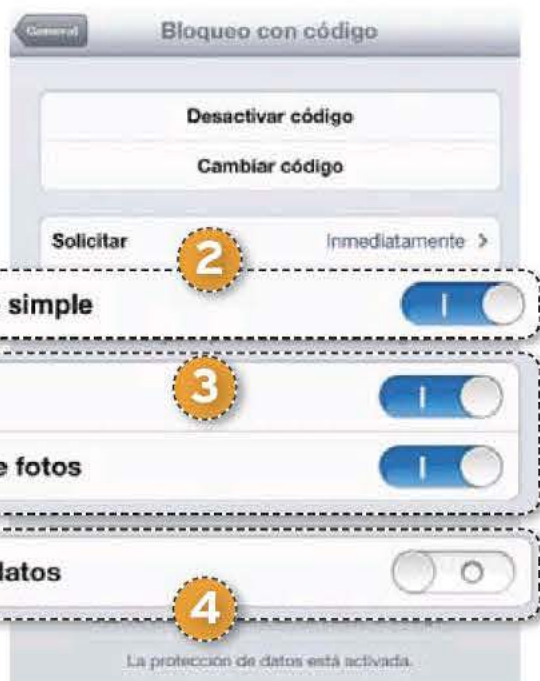 General
Bloqueo con código
Desactivar código
Cambiar código
Solicitar Inmediatamente
2
simple
3
e fotos
datos
4
La protección de datos está activada.